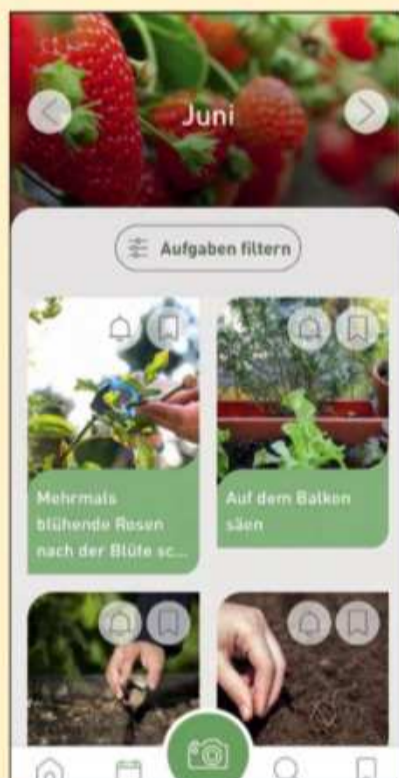 Juni
Aufgaben filtern
Mehrmals
blühende Rosen
nach der Blüte sc...
Auf dem Balkon
säen